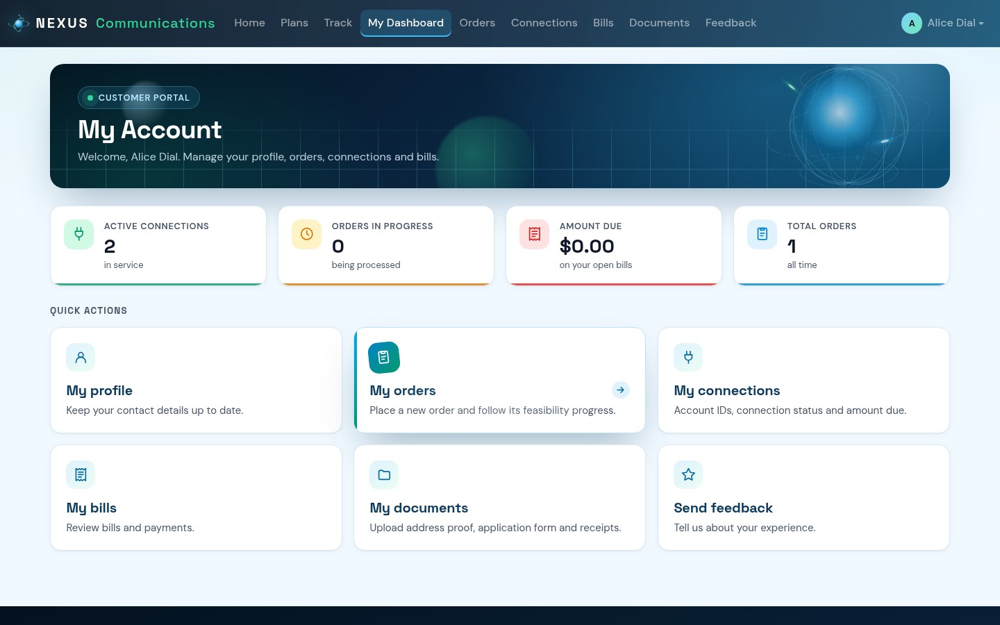 NEXUS Communications
Home Plans Track My Dashboard Orders Connections Bills Documents Feedback
A Alice Dial
CUSTOMER PORTAL
My Account
Welcome, Alice Dial. Manage your profile, orders, connections and bills.
ACTIVE CONNECTIONS
2
in service
ORDERS IN PROGRESS
0
being processed
AMOUNT DUE
$0.00
on your open bills
TOTAL ORDERS
1
all time
QUICK ACTIONS
My profile
Keep your contact details up to date.
My orders
Place a new order and follow its feasibility progress.
My connections
Account IDs, connection status and amount due.
My bills
Review bills and payments.
My documents
Upload address proof, application form and receipts.
Send feedback
Tell us about your experience.